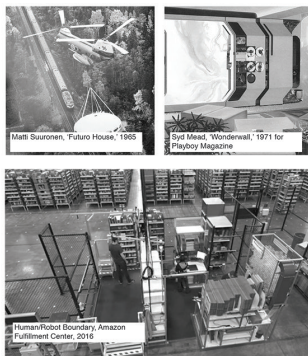 Matti Suuronen, 'Futuro House,' 1965
Syd Mead, 'Wonderwall,' 1971 for
Playboy Magazine
Human/Robot Boundary, Amazon
Fulfillment Center, 2016